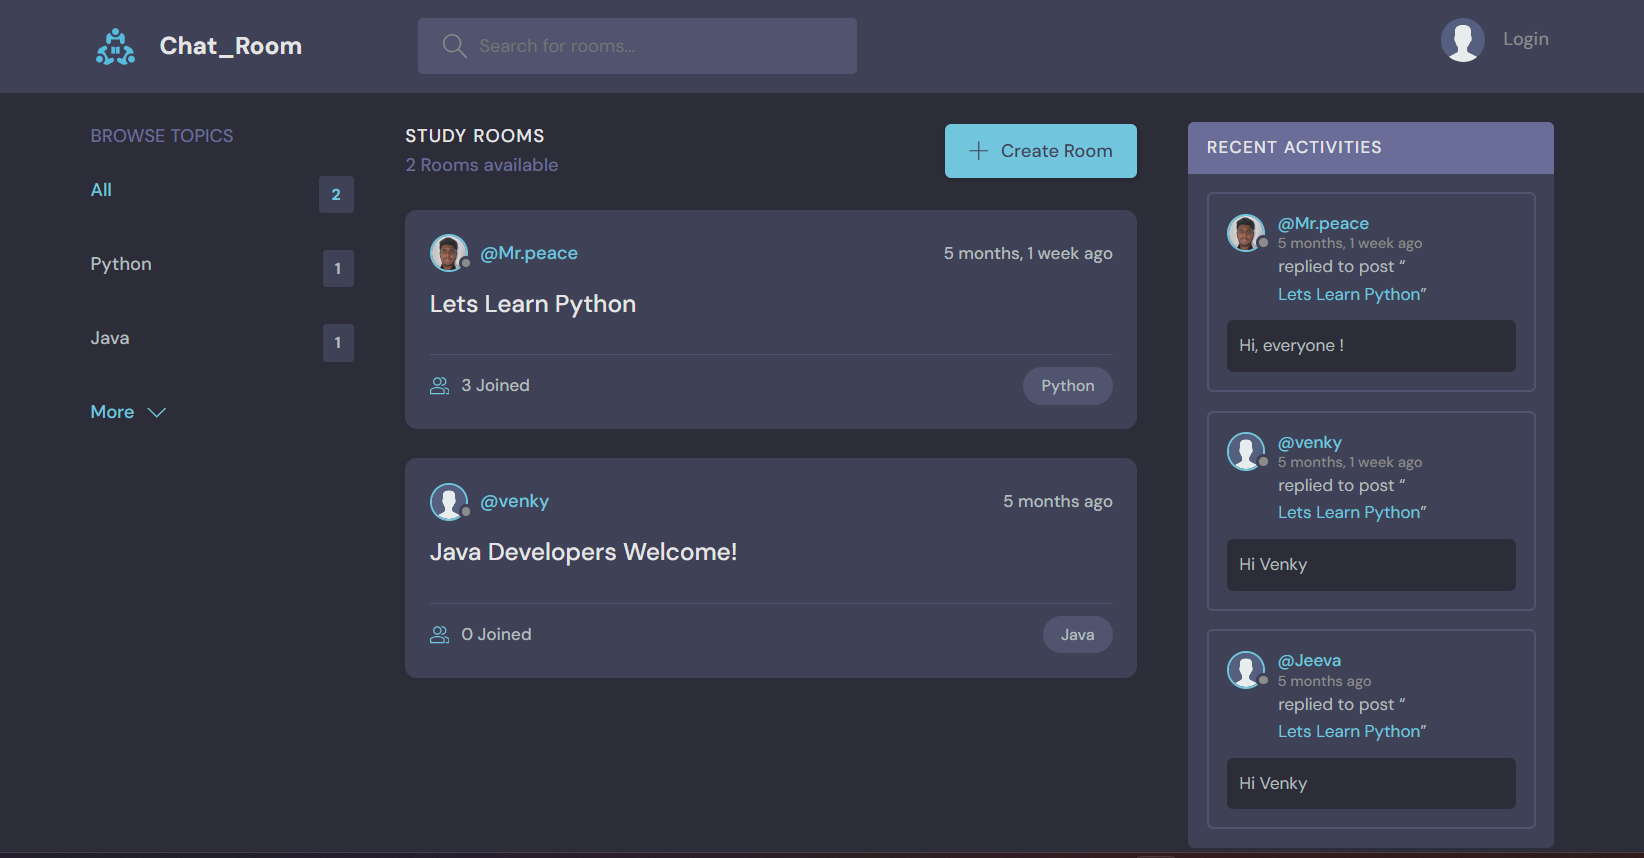 Chat_Room
Search for rooms...
Login
BROWSE TOPICS
All 2
Python 1
Java 1
More
STUDY ROOMS
2 Rooms available
Create Room
@Mr.peace 5 months, 1 week ago
Lets Learn Python
3 Joined Python
@venky 5 months ago
Java Developers Welcome!
0 Joined Java
RECENT ACTIVITIES
@Mr.peace
5 months, 1 week ago
replied to post “
Lets Learn Python”
Hi, everyone !
@venky
5 months, 1 week ago
replied to post “
Lets Learn Python”
Hi Venky
@Jeeva
5 months ago
replied to post “
Lets Learn Python”
Hi Venky